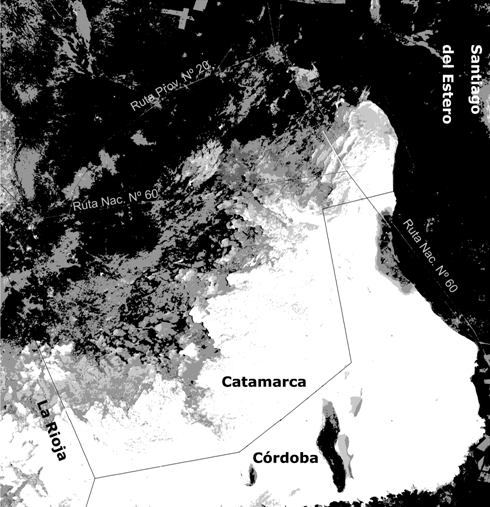 Santiago
del Estero
Ruta Prov. Nº 20
Ruta Nac. Nº 60
Ruta Nac. Nº 60
Catamarca
La Rioja
Córdoba